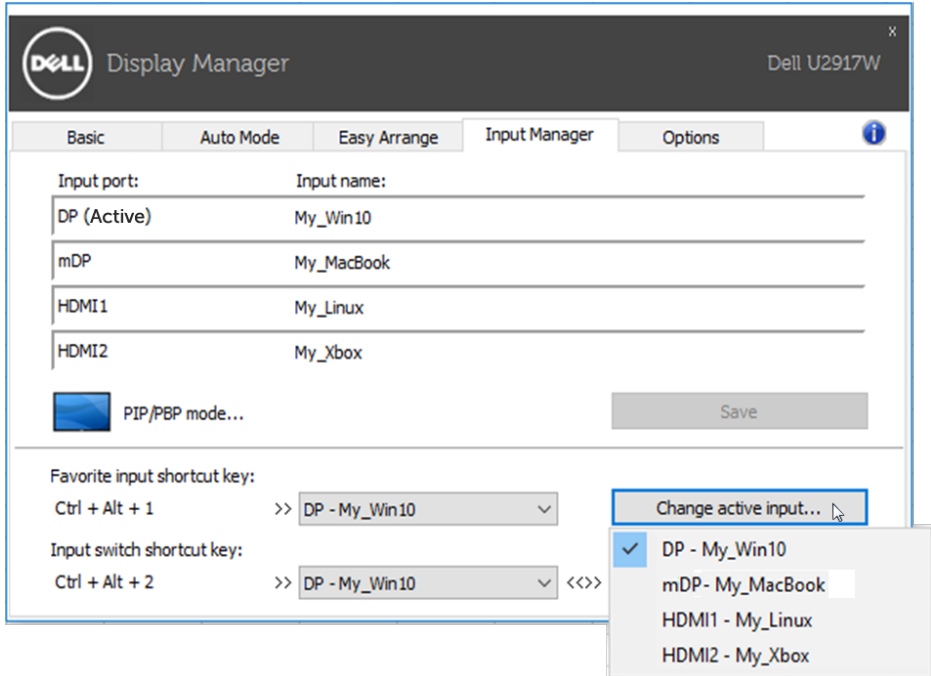 DELL Display Manager Dell U2917W x
Basic Auto Mode Easy Arrange Input Manager Options i
Input port: Input name:
DP (Active) My_Win10
mDP My_MacBook
HDMI1 My_Linux
HDMI2 My_Xbox
PIP/PBP mode... Save
Favorite input shortcut key:
Ctrl + Alt + 1 >> DP - My_Win10 Change active input...
Input switch shortcut key:
Ctrl + Alt + 2 >> DP - My_Win10 <<>>
DP - My_Win10
mDP- My_MacBook
HDMI1 - My_Linux
HDMI2 - My_Xbox